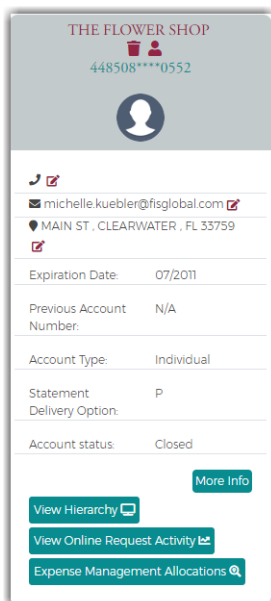 THE FLOWER SHOP
448508****0552
michelle.kuebler@fisglobal.com
MAIN ST , CLEARWATER , FL 33759
Expiration Date: 07/2011
Previous Account N/A
Number:
Account Type: Individual
Statement P
Delivery Option:
Account status: Closed
More Info
View Hierarchy
View Online Request Activity
Expense Management Allocations